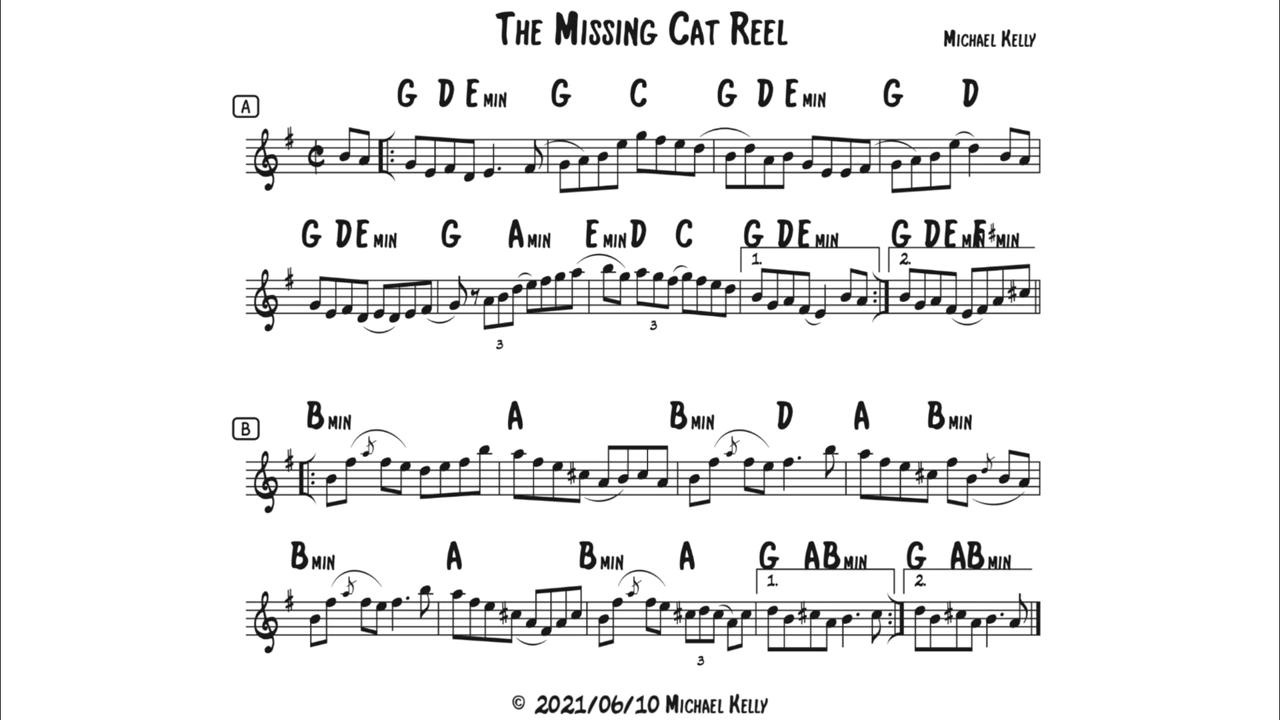 The Missing Cat Reel
Michael Kelly
A
G D Emin G C G D Emin G D
G D Emin G Amin Emin D C G D Emin G D Emin F#min
1. 2.
3 3
B
Bmin A Bmin D A Bmin
Bmin A Bmin A G A Bmin G A Bmin
1. 2.
3
© 2021/06/10 Michael Kelly